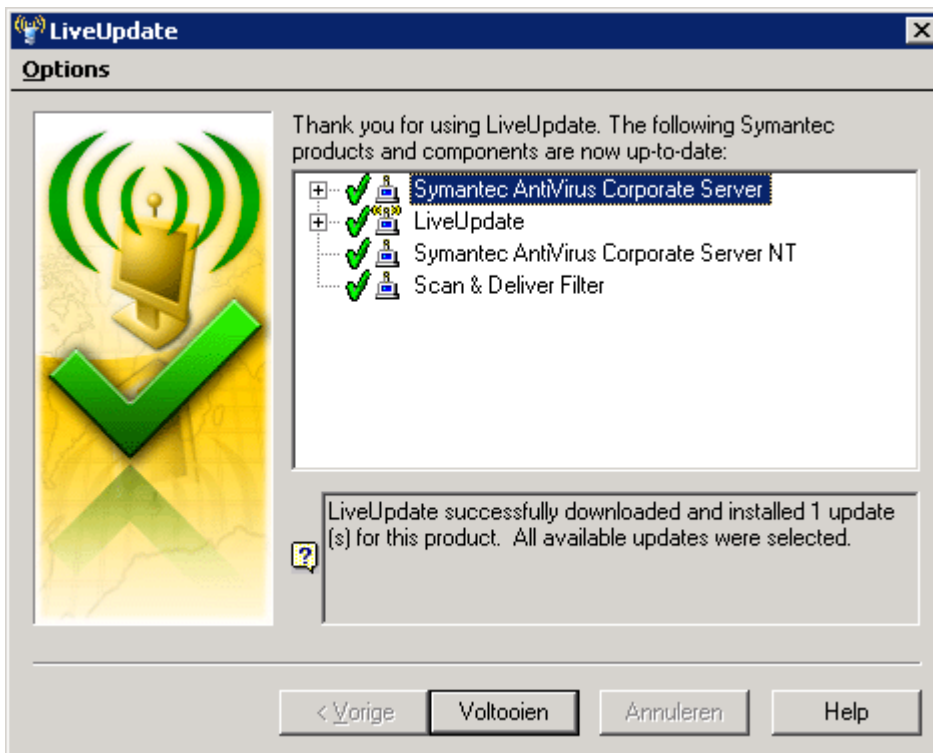 LiveUpdate
Options
Thank you for using LiveUpdate. The following Symantec
products and components are now up-to-date:
Symantec AntiVirus Corporate Server
LiveUpdate
Symantec AntiVirus Corporate Server NT
Scan & Deliver Filter
LiveUpdate successfully downloaded and installed 1 update
(s) for this product.  All available updates were selected.
< Vorige
Voltooien
Annuleren
Help